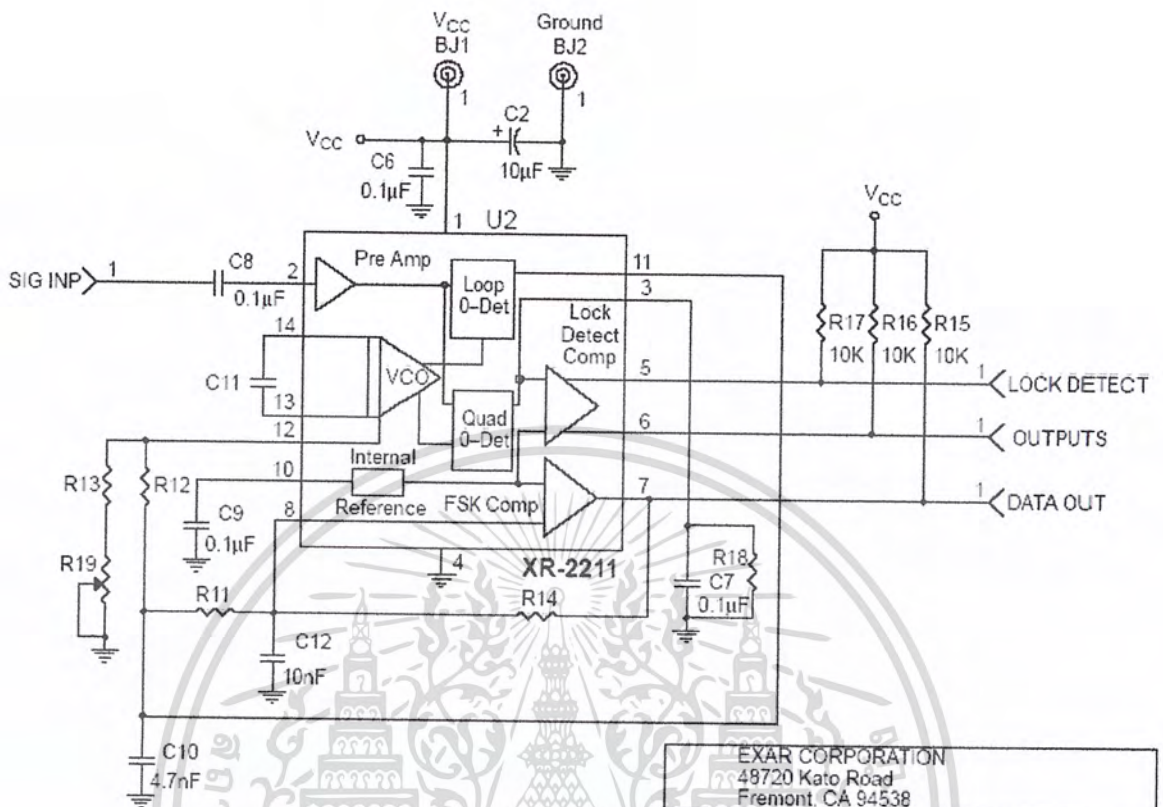 VCC
BJ1
1
Ground
BJ2
1
C2
+
10µF
VCC
C6
0.1µF
1
U2
SIG INP
1
C8
0.1µF
2
Pre Amp
Loop
0–Det
11
3
Lock
Detect
Comp
VCC
R17
R16
R15
10K
10K
10K
14
C11
13
VCO
5
1
LOCK DETECT
Quad
0–Det
6
1
OUTPUTS
12
R13
R12
10
Internal
Reference
FSK Comp
7
1
DATA OUT
C9
0.1µF
8
4
XR-2211
R18
C7
0.1µF
R19
R11
R14
C12
10nF
C10
4.7nF
EXAR CORPORATION
48720 Kato Road
Fremont, CA 94538